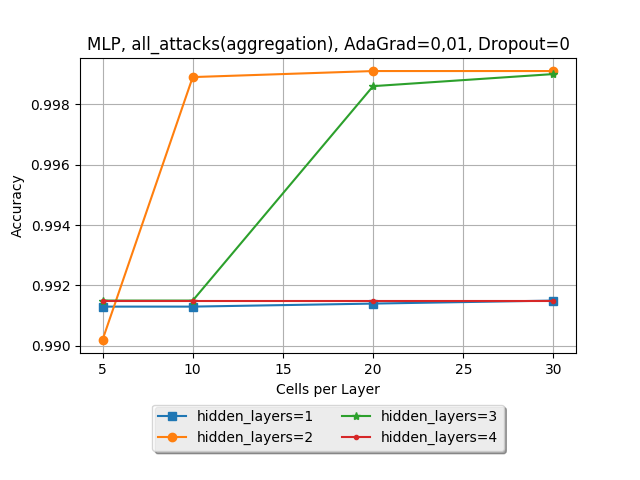 MLP, all_attacks(aggregation), AdaGrad=0,01, Dropout=0
Accuracy
0.998
0.996
0.994
0.992
0.990
5 10 15 20 25 30
Cells per Layer
hidden_layers=1 hidden_layers=3
hidden_layers=2 hidden_layers=4